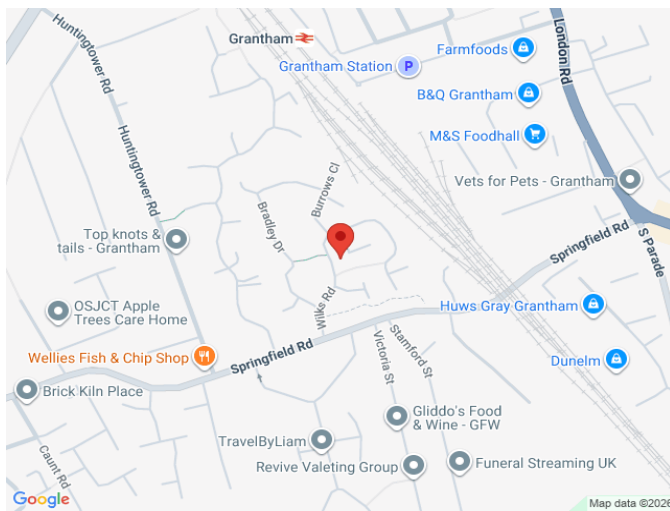 Huntingtower Rd
Grantham
Grantham Station
P
Farmfoods
London Rd
B&Q Grantham
M&S Foodhall
Huntingtower Rd
Vets for Pets - Grantham
Burrows Cl
Bradley Dr
Top knots &
tails - Grantham
Springfield Rd
S Parade
OSJCT Apple
Trees Care Home
Wilks Rd
Huws Gray Grantham
Wellies Fish & Chip Shop
Springfield Rd
Victoria St
Stamford St
Dunelm
Brick Kiln Place
Gliddo's Food
& Wine - GFW
Caunt Rd
TravelByLiam
Revive Valeting Group
Funeral Streaming UK
Google
Map data ©2026